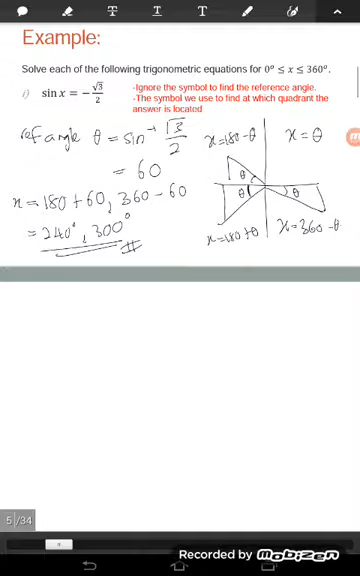 Example:
Solve each of the following trigonometric equations for 0° ≤ x ≤ 360°.
i) sin x = −√3/2
-Ignore the symbol to find the reference angle.
-The symbol we use to find at which quadrant the
answer is located
ref angle θ = sin⁻¹ √3/2
= 60
x = 180 + 60, 360 − 60
= 240°, 300°
x=180−θ
x = θ
θ
θ
θ
x=180+θ
x=360−θ
5 /34
Recorded by mobizen